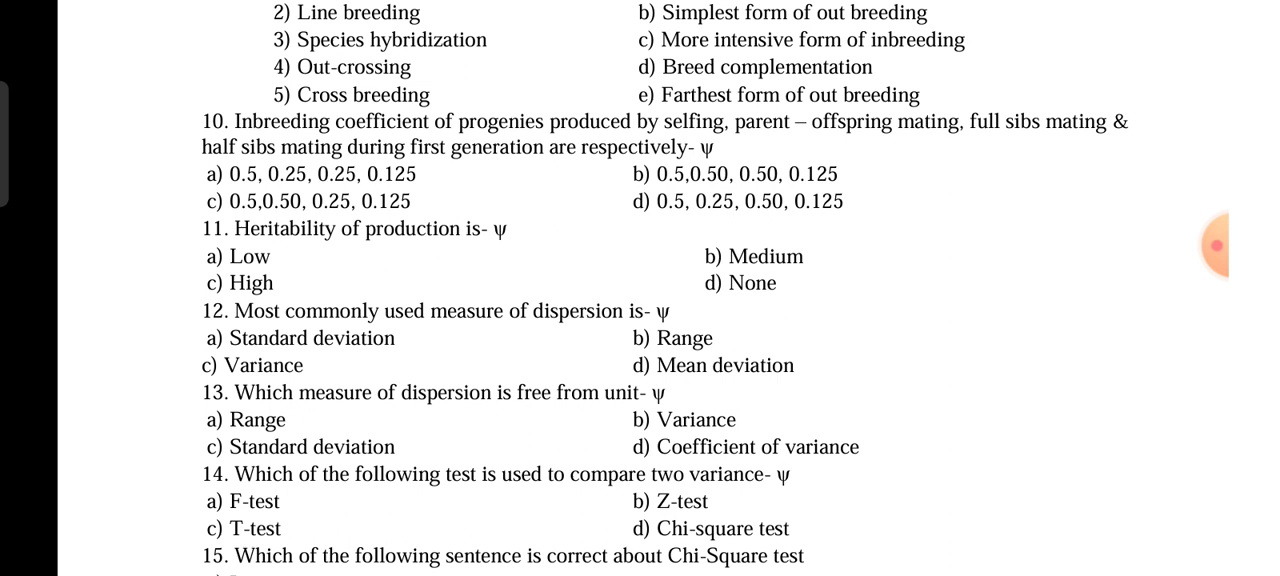 2) Line breeding b) Simplest form of out breeding
3) Species hybridization c) More intensive form of inbreeding
4) Out-crossing d) Breed complementation
5) Cross breeding e) Farthest form of out breeding
10. Inbreeding coefficient of progenies produced by selfing, parent – offspring mating, full sibs mating &
half sibs mating during first generation are respectively- ψ
a) 0.5, 0.25, 0.25, 0.125 b) 0.5,0.50, 0.50, 0.125
c) 0.5,0.50, 0.25, 0.125 d) 0.5, 0.25, 0.50, 0.125
11. Heritability of production is- ψ
a) Low b) Medium
c) High d) None
12. Most commonly used measure of dispersion is- ψ
a) Standard deviation b) Range
c) Variance d) Mean deviation
13. Which measure of dispersion is free from unit- ψ
a) Range b) Variance
c) Standard deviation d) Coefficient of variance
14. Which of the following test is used to compare two variance- ψ
a) F-test b) Z-test
c) T-test d) Chi-square test
15. Which of the following sentence is correct about Chi-Square test